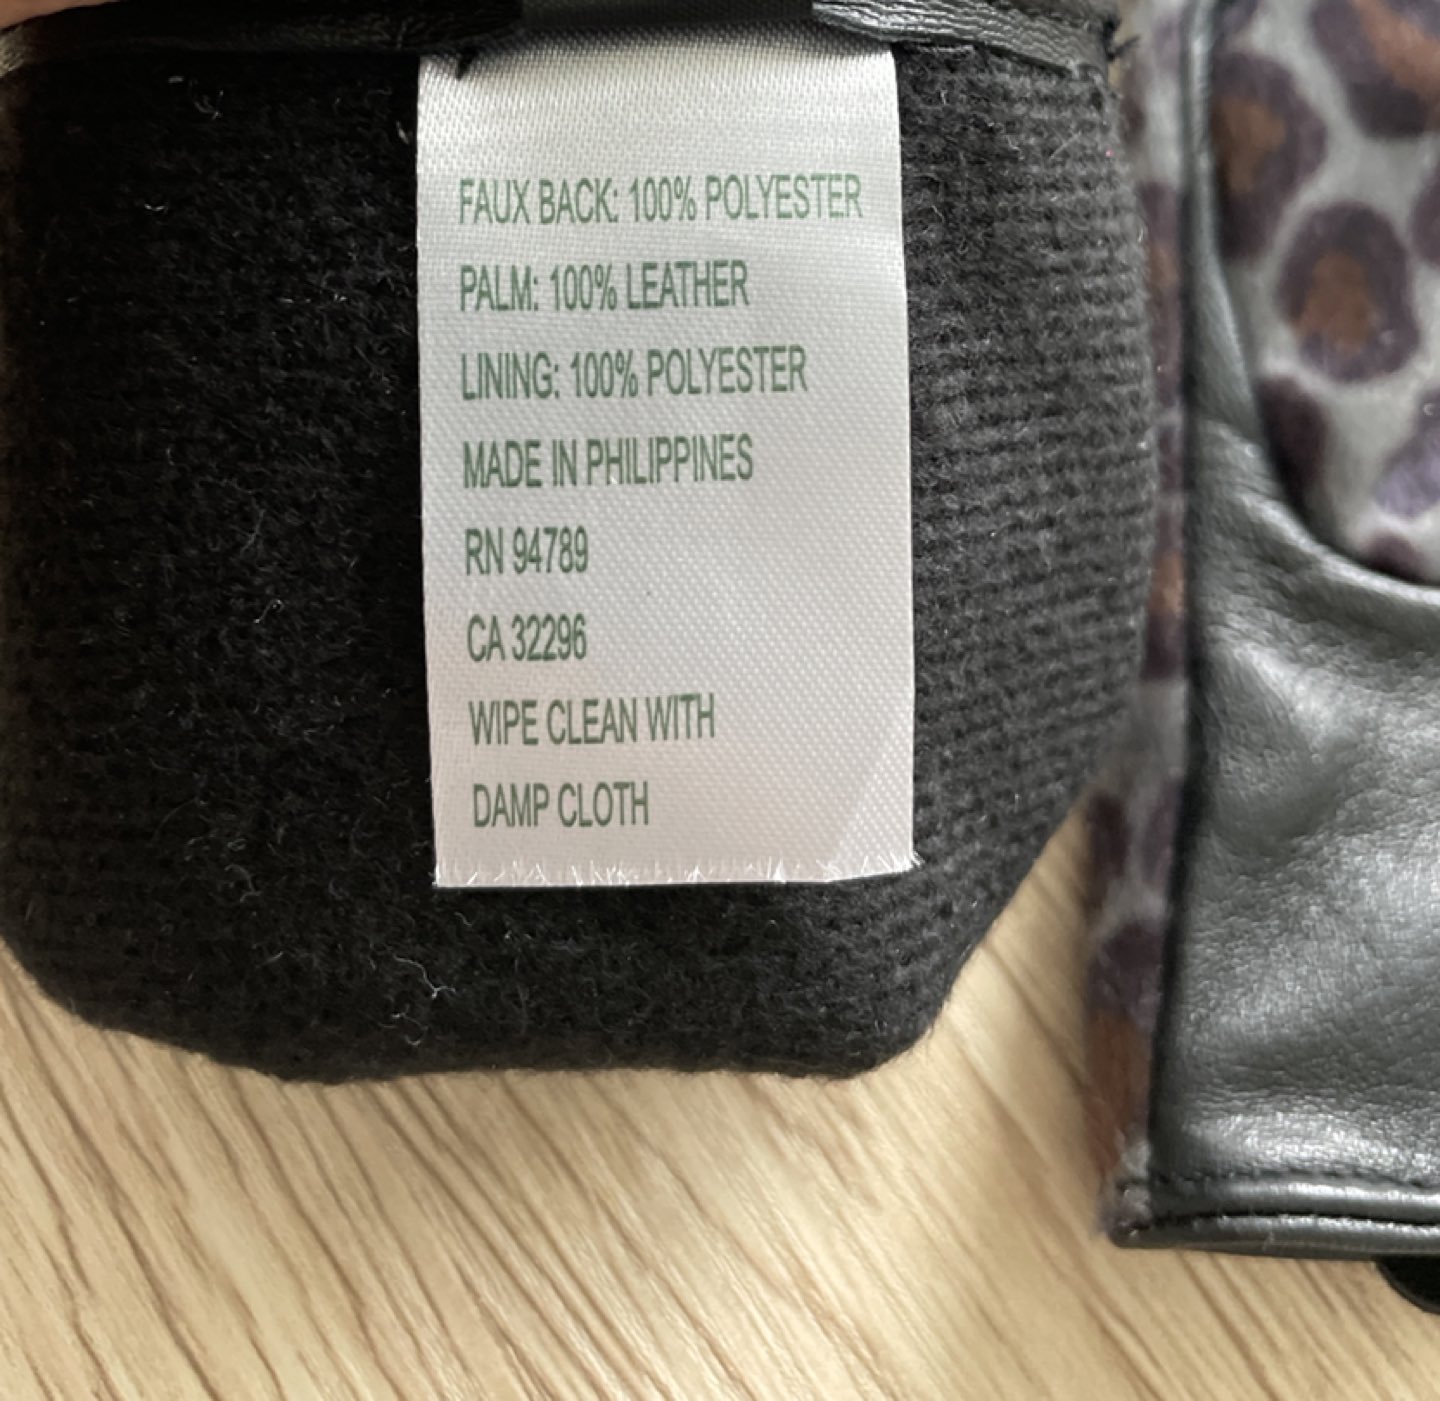 FAUX BACK: 100% POLYESTER
PALM: 100% LEATHER
LINING: 100% POLYESTER
MADE IN PHILIPPINES
RN 94789
CA 32296
WIPE CLEAN WITH
DAMP CLOTH